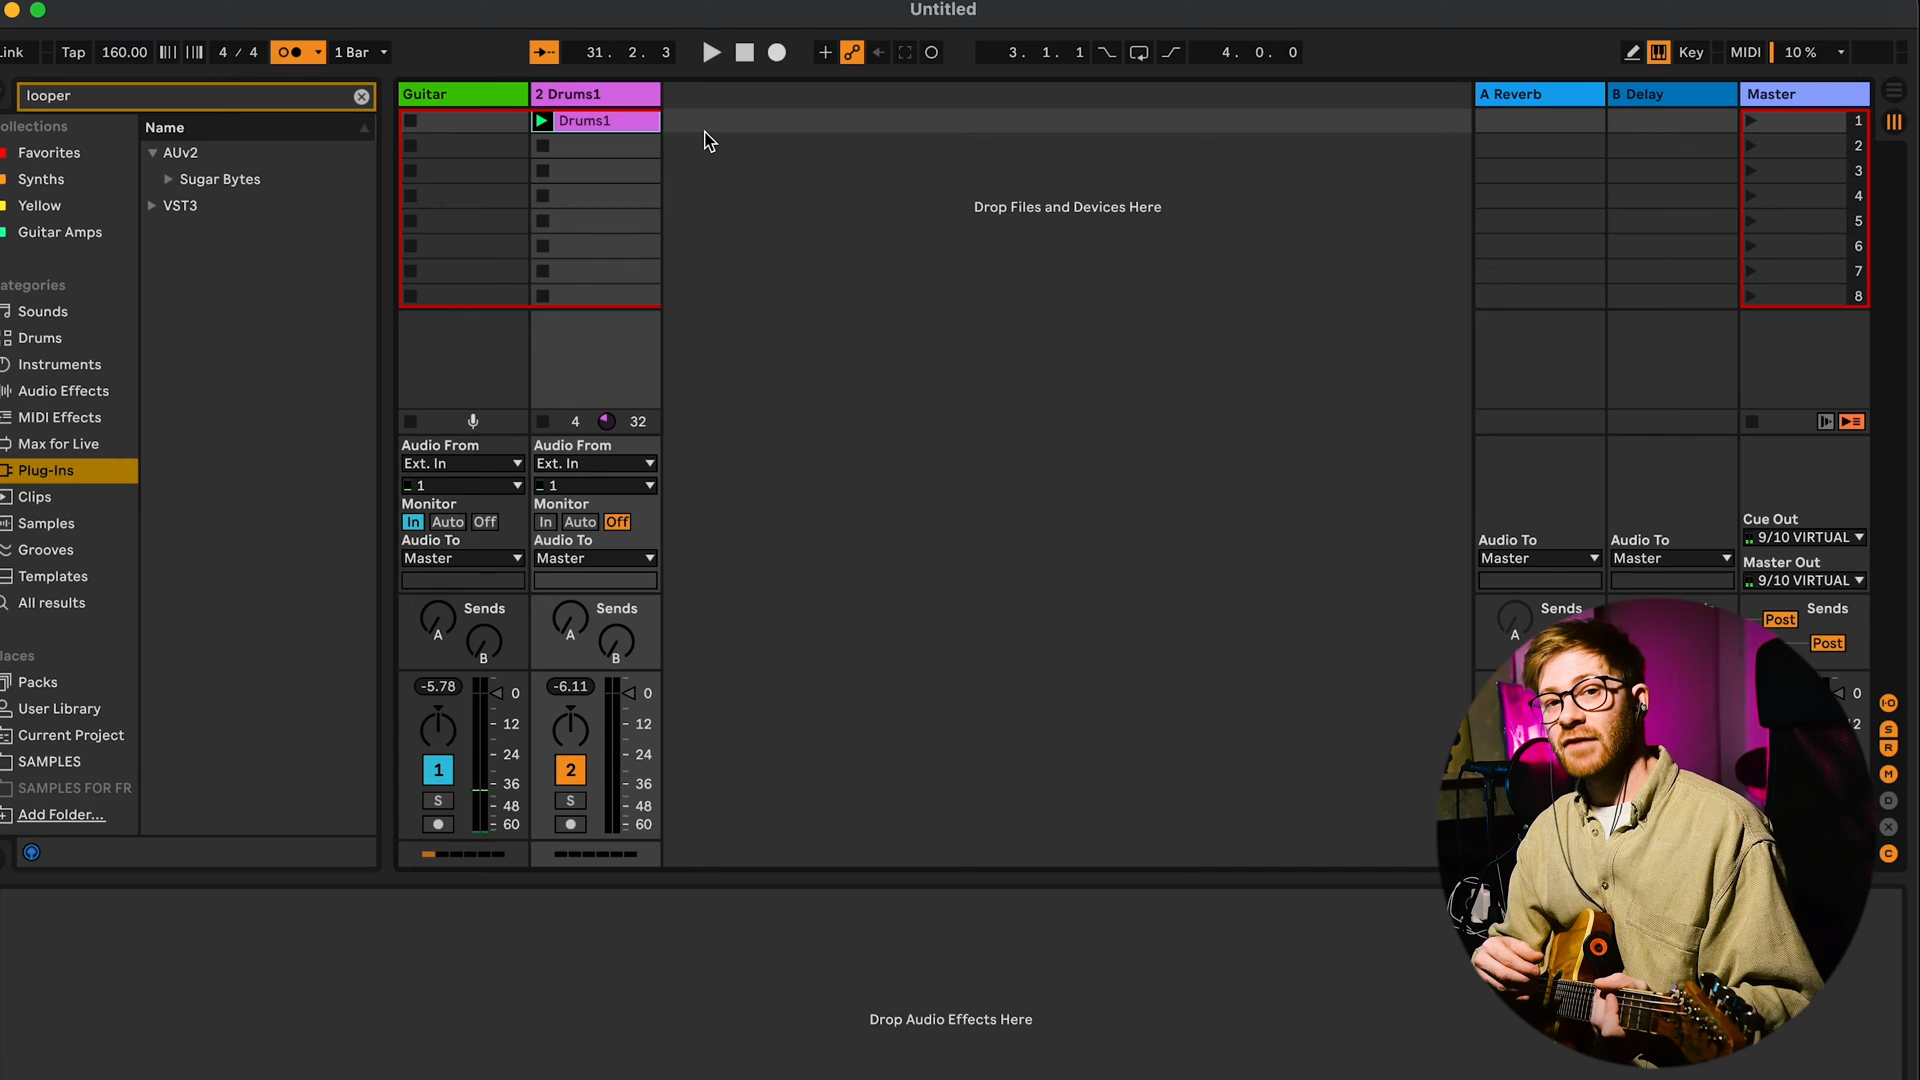 Untitled
Link Tap 160.00 4 / 4 1 Bar 31. 2. 3 3. 1. 1 4. 0. 0 Key MIDI 10 %
looper
Guitar 2 Drums1 A Reverb B Delay Master
Drums1
1
2
3
4
5
6
7
8
ollections
Favorites
Synths
Yellow
Guitar Amps
ategories
Sounds
Drums
Instruments
Audio Effects
MIDI Effects
Max for Live
Plug-Ins
Clips
Samples
Grooves
Templates
All results
laces
Packs
User Library
Current Project
SAMPLES
SAMPLES FOR FR
Add Folder...
Name
AUv2
Sugar Bytes
VST3
Drop Files and Devices Here
4 32
Audio From
Ext. In
1
Monitor
In Auto Off
Audio To
Master
Audio From
Ext. In
1
Monitor
In Auto Off
Audio To
Master
Sends
A
B
Sends
A
B
-5.78
0
12
24
36
48
60
1
S
-6.11
0
12
24
36
48
60
2
S
Audio To
Master
Sends
A
Audio To
Master
Cue Out
9/10 VIRTUAL
Master Out
9/10 VIRTUAL
Sends
Post
Post
0
12
I·O
S
R
M
D
X
C
Drop Audio Effects Here